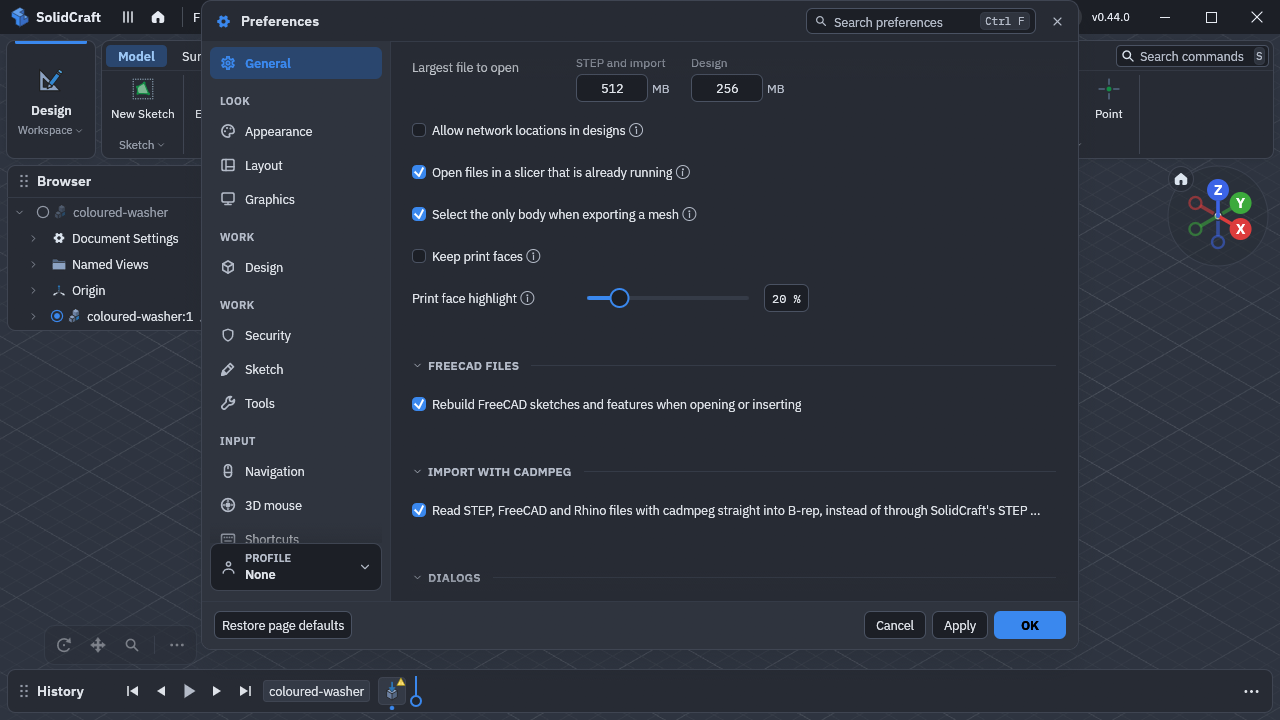 SolidCraft
F
Preferences
Search preferences
Ctrl F
v0.44.0
Model
Sur
Search commands
S
Design
Workspace
New Sketch
E
Sketch
Point
Browser
coloured-washer
Document Settings
Named Views
Origin
coloured-washer:1
General
LOOK
Appearance
Layout
Graphics
WORK
Design
WORK
Security
Sketch
Tools
INPUT
Navigation
3D mouse
Shortcuts
PROFILE
None
STEP and import
Design
Largest file to open
512
MB
256
MB
Allow network locations in designs
Open files in a slicer that is already running
Select the only body when exporting a mesh
Keep print faces
Print face highlight
20 %
FREECAD FILES
Rebuild FreeCAD sketches and features when opening or inserting
IMPORT WITH CADMPEG
Read STEP, FreeCAD and Rhino files with cadmpeg straight into B-rep, instead of through SolidCraft's STEP ...
DIALOGS
Restore page defaults
Cancel
Apply
OK
Z
Y
X
History
coloured-washer